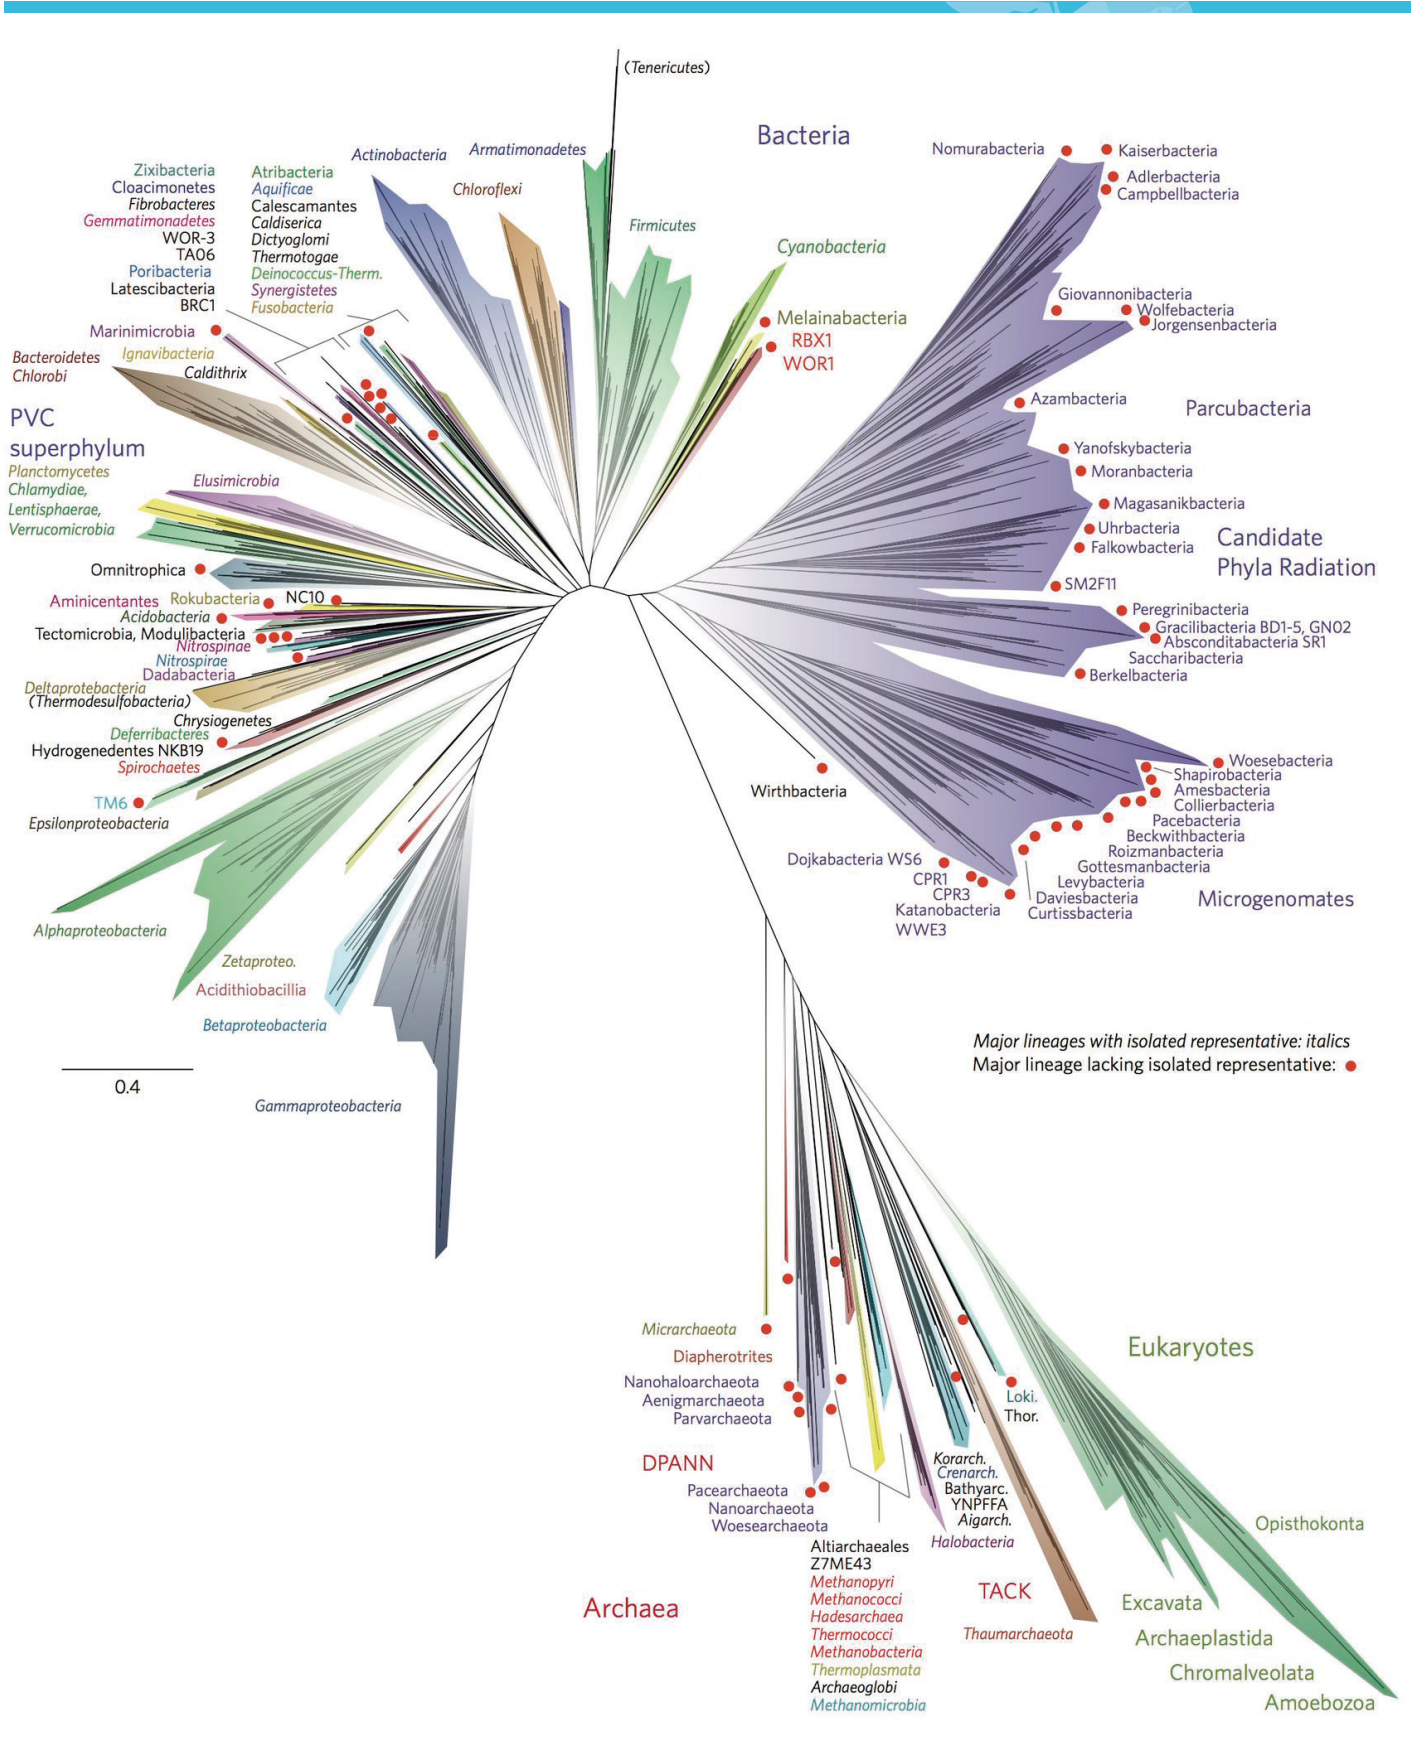 (Tenericutes)
Bacteria
Actinobacteria
Armatimonadetes
Chloroflexi
Firmicutes
Cyanobacteria
Melainabacteria
RBX1
WOR1
Zixibacteria
Cloacimonetes
Fibrobacteres
Gemmatimonadetes
WOR-3
TA06
Poribacteria
Latescibacteria
BRC1
Atribacteria
Aquificae
Calescamantes
Caldiserica
Dictyoglomi
Thermotogae
Deinococcus-Therm.
Synergistetes
Fusobacteria
Marinimicrobia
Bacteroidetes
Chlorobi
Ignavibacteria
Caldithrix
PVC
superphylum
Planctomycetes
Chlamydiae,
Lentisphaerae,
Verrucomicrobia
Elusimicrobia
Omnitrophica
Aminicentantes
Rokubacteria
NC10
Acidobacteria
Tectomicrobia, Modulibacteria
Nitrospinae
Nitrospirae
Dadabacteria
Deltaprotebacteria
(Thermodesulfobacteria)
Chrysiogenetes
Deferribacteres
Hydrogenedentes NKB19
Spirochaetes
TM6
Epsilonproteobacteria
Alphaproteobacteria
Zetaproteo.
Acidithiobacillia
Betaproteobacteria
Gammaproteobacteria
0.4
Nomurabacteria
Kaiserbacteria
Adlerbacteria
Campbellbacteria
Giovannonibacteria
Wolfebacteria
Jorgensenbacteria
Azambacteria
Parcubacteria
Yanofskybacteria
Moranbacteria
Magasanikbacteria
Uhrbacteria
Falkowbacteria
Candidate
Phyla Radiation
SM2F11
Peregrinibacteria
Gracilibacteria BD1-5, GN02
Absconditabacteria SR1
Saccharibacteria
Berkelbacteria
Woesebacteria
Shapirobacteria
Amesbacteria
Collierbacteria
Pacebacteria
Beckwithbacteria
Roizmanbacteria
Gottesmanbacteria
Levybacteria
Daviesbacteria
Curtissbacteria
Microgenomates
Wirthbacteria
Dojkabacteria WS6
CPR1
CPR3
Katanobacteria
WWE3
Major lineages with isolated representative: italics
Major lineage lacking isolated representative:
Micrarchaeota
Diapherotrites
Nanohaloarchaeota
Aenigmarchaeota
Parvarchaeota
DPANN
Pacearchaeota
Nanoarchaeota
Woesearchaeota
Archaea
Altiarchaeales
Z7ME43
Methanopyri
Methanococci
Hadesarchaea
Thermococci
Methanobacteria
Thermoplasmata
Archaeoglobi
Methanomicrobia
Halobacteria
Korarch.
Crenarch.
Bathyarc.
YNPFFA
Aigarch.
TACK
Thaumarchaeota
Loki.
Thor.
Eukaryotes
Opisthokonta
Excavata
Archaeplastida
Chromalveolata
Amoebozoa